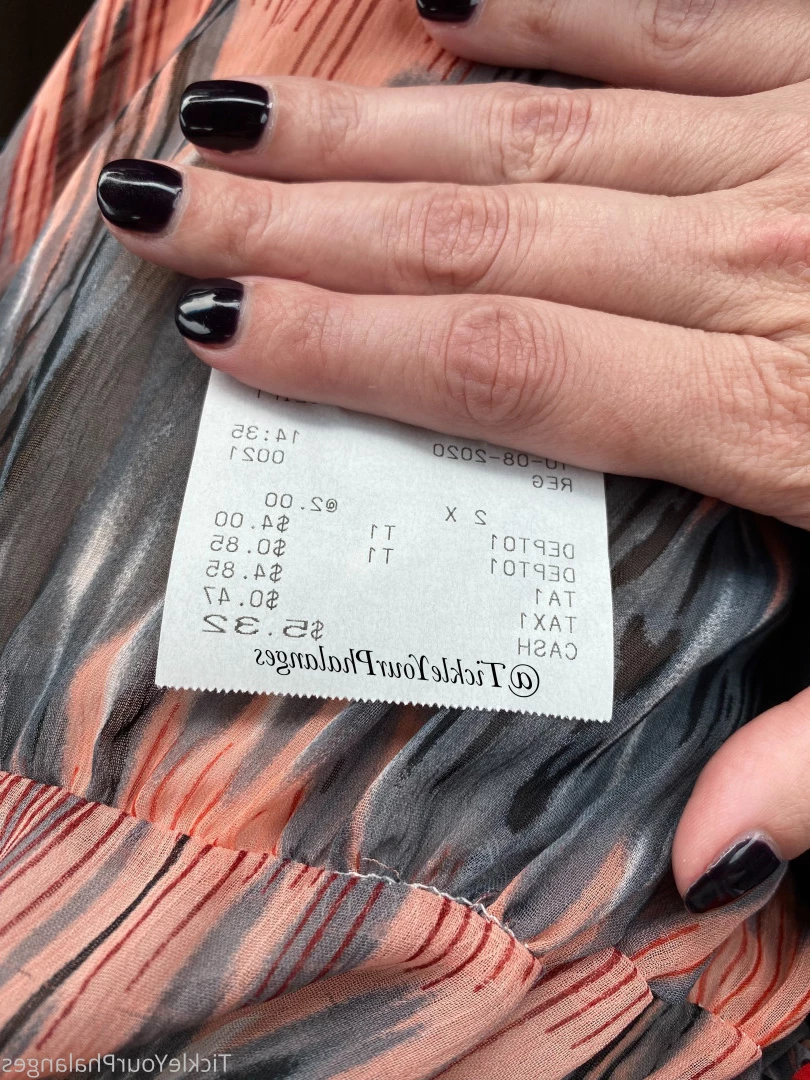 10-08-2020 14:35
REG 0021
2 X @2.00
DEPT01 T1 $4.00
DEPT01 T1 $0.85
TA1 $4.85
TAX1 $0.47
CASH $5.32
@TickleYourPhalanges
TickleYourPhalanges